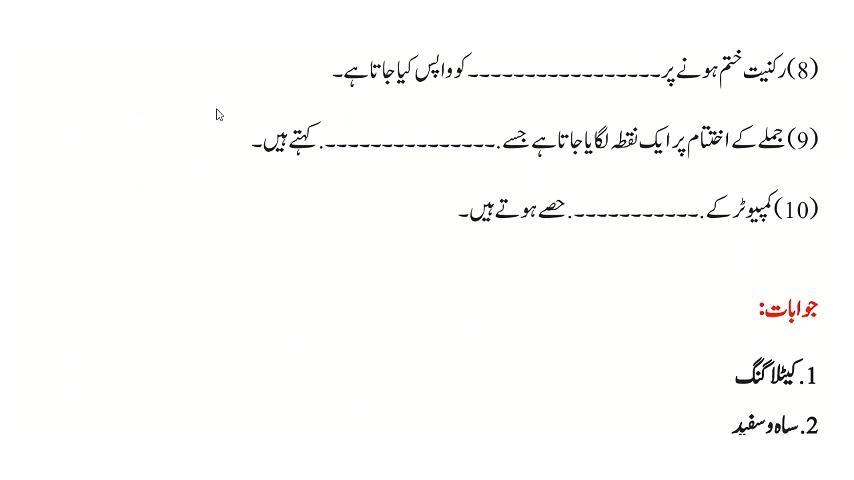 (8)رکنیت ختم ہونے پر۔۔۔۔۔۔۔۔۔۔۔۔۔۔۔۔۔کو واپس کیا جاتا ہے۔
(9) جملے کے اختتام پر ایک نقطہ لگایا جاتا ہے جسے.۔۔۔۔۔۔۔۔۔۔۔۔۔۔۔.کہتے ہیں۔
(10)کمپیوٹر کے.۔۔۔۔۔۔۔۔۔۔۔.حصے ہوتے ہیں۔
جوابات:
1.کیٹلاگنگ
2.ساہ و سفید